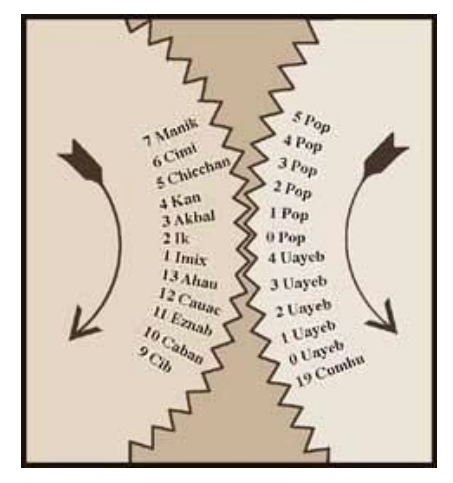 7 Manik
6 Cimi
5 Chicchan
4 Kan
3 Akbal
2 Ik
1 Imix
13 Ahau
12 Cauac
11 Eznab
10 Caban
9 Cib
5 Pop
4 Pop
3 Pop
2 Pop
1 Pop
0 Pop
4 Uayeb
3 Uayeb
2 Uayeb
1 Uayeb
0 Uayeb
19 Cumhu